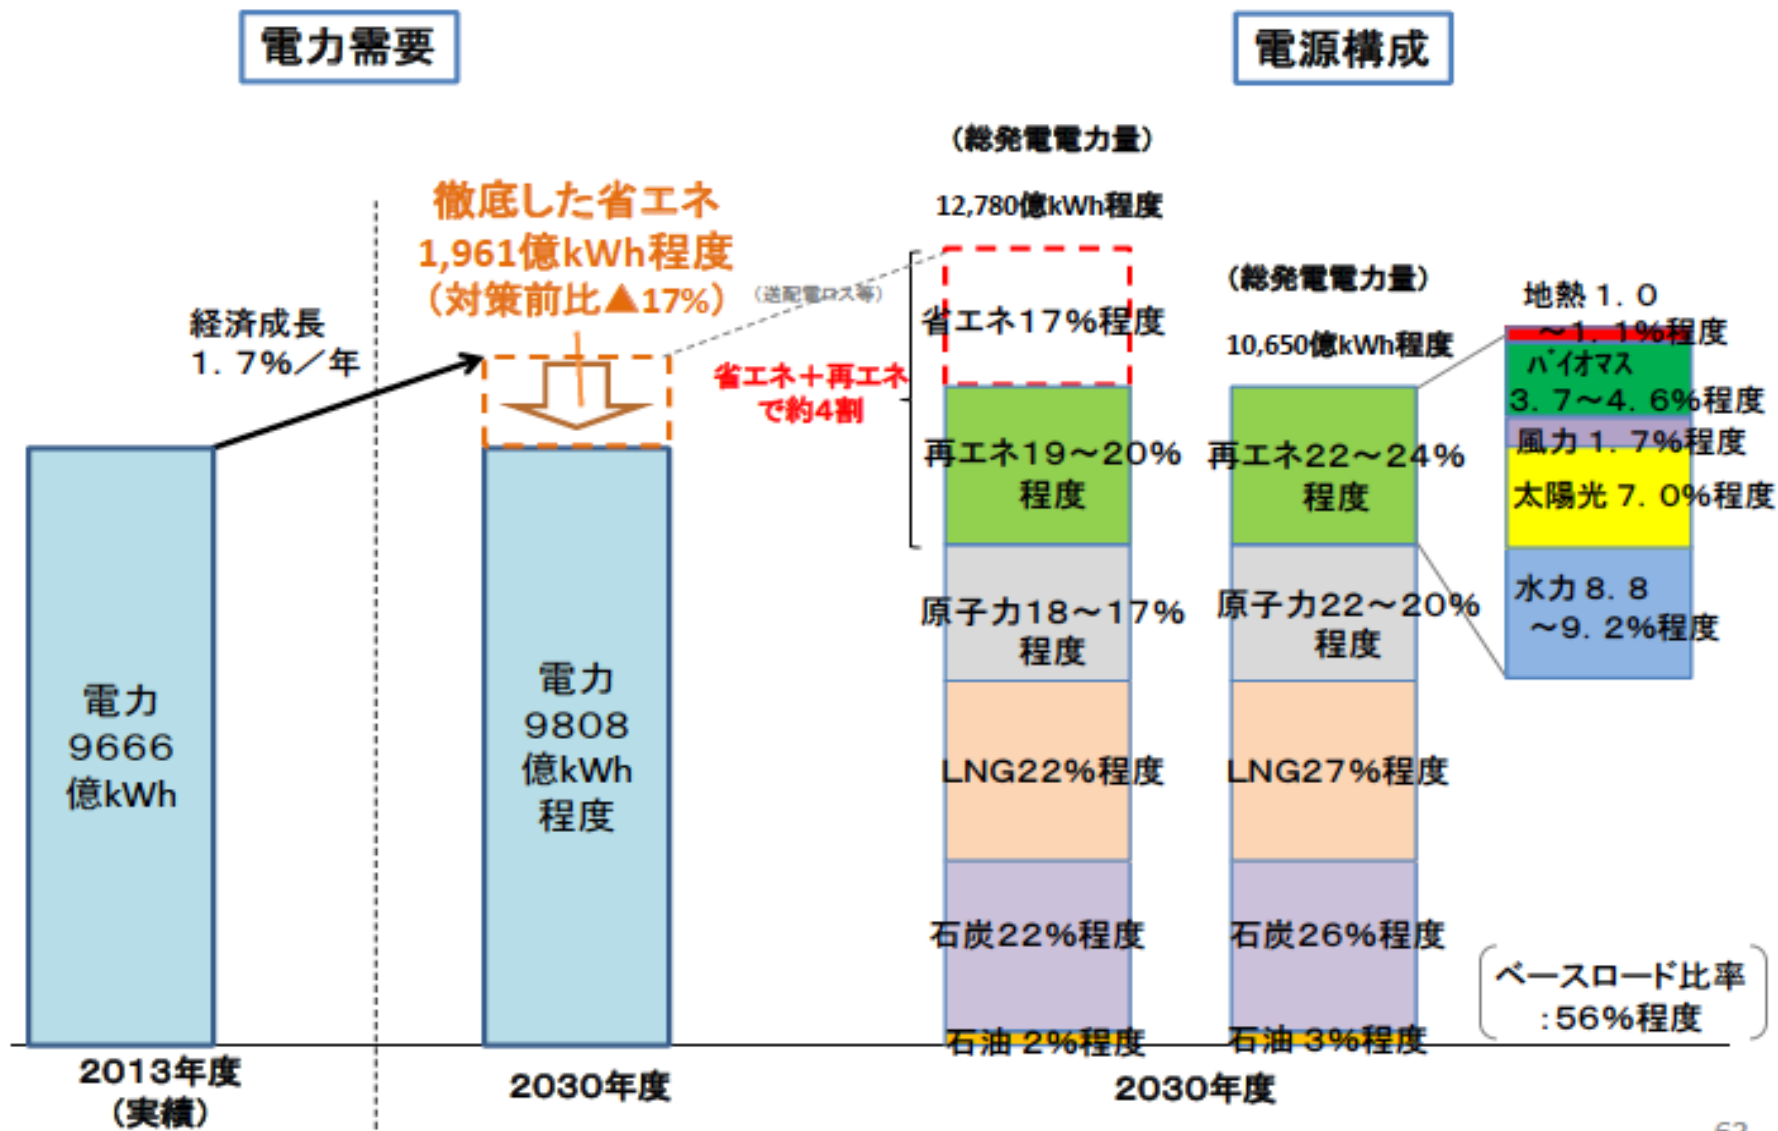 電力需要
電源構成
(総発電電力量)
12,780億kWh程度
徹底した省エネ
1,961億kWh程度
(対策前比▲17%)
(送配電ロス等)
経済成長
1.7%/年
省エネ+再エネ
で約4割
省エネ17%程度
(総発電電力量)
10,650億kWh程度
地熱1.0
~1.1%程度
バイオマス
3.7~4.6%程度
風力1.7%程度
太陽光7.0%程度
水力8.8
~9.2%程度
再エネ19~20%
程度
再エネ22~24%
程度
原子力18~17%
程度
原子力22~20%
程度
LNG22%程度
LNG27%程度
石炭22%程度
石炭26%程度
石油2%程度
石油3%程度
ベースロード比率
:56%程度
電力
9666
億kWh
電力
9808
億kWh
程度
2013年度
(実績)
2030年度
2030年度